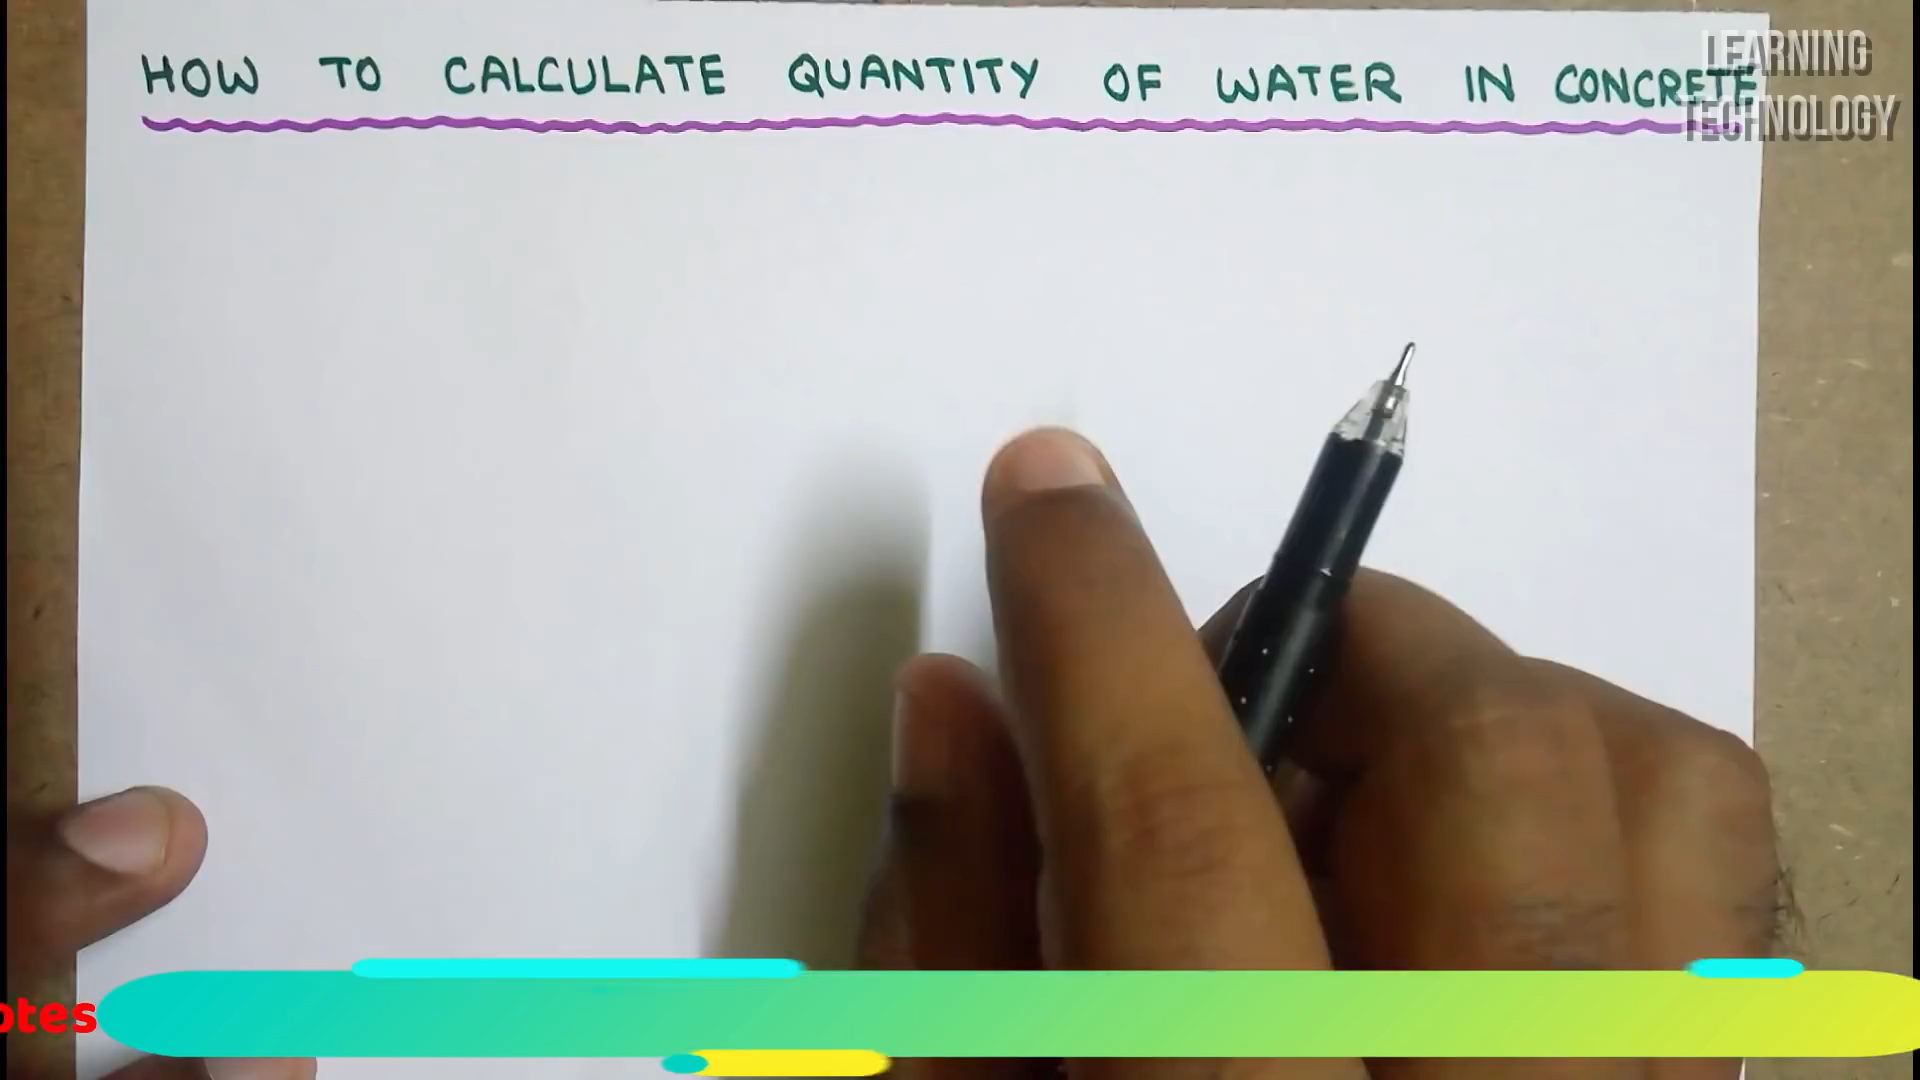 HOW TO CALCULATE QUANTITY OF WATER IN CONCRETE
LEARNING
TECHNOLOGY
otes